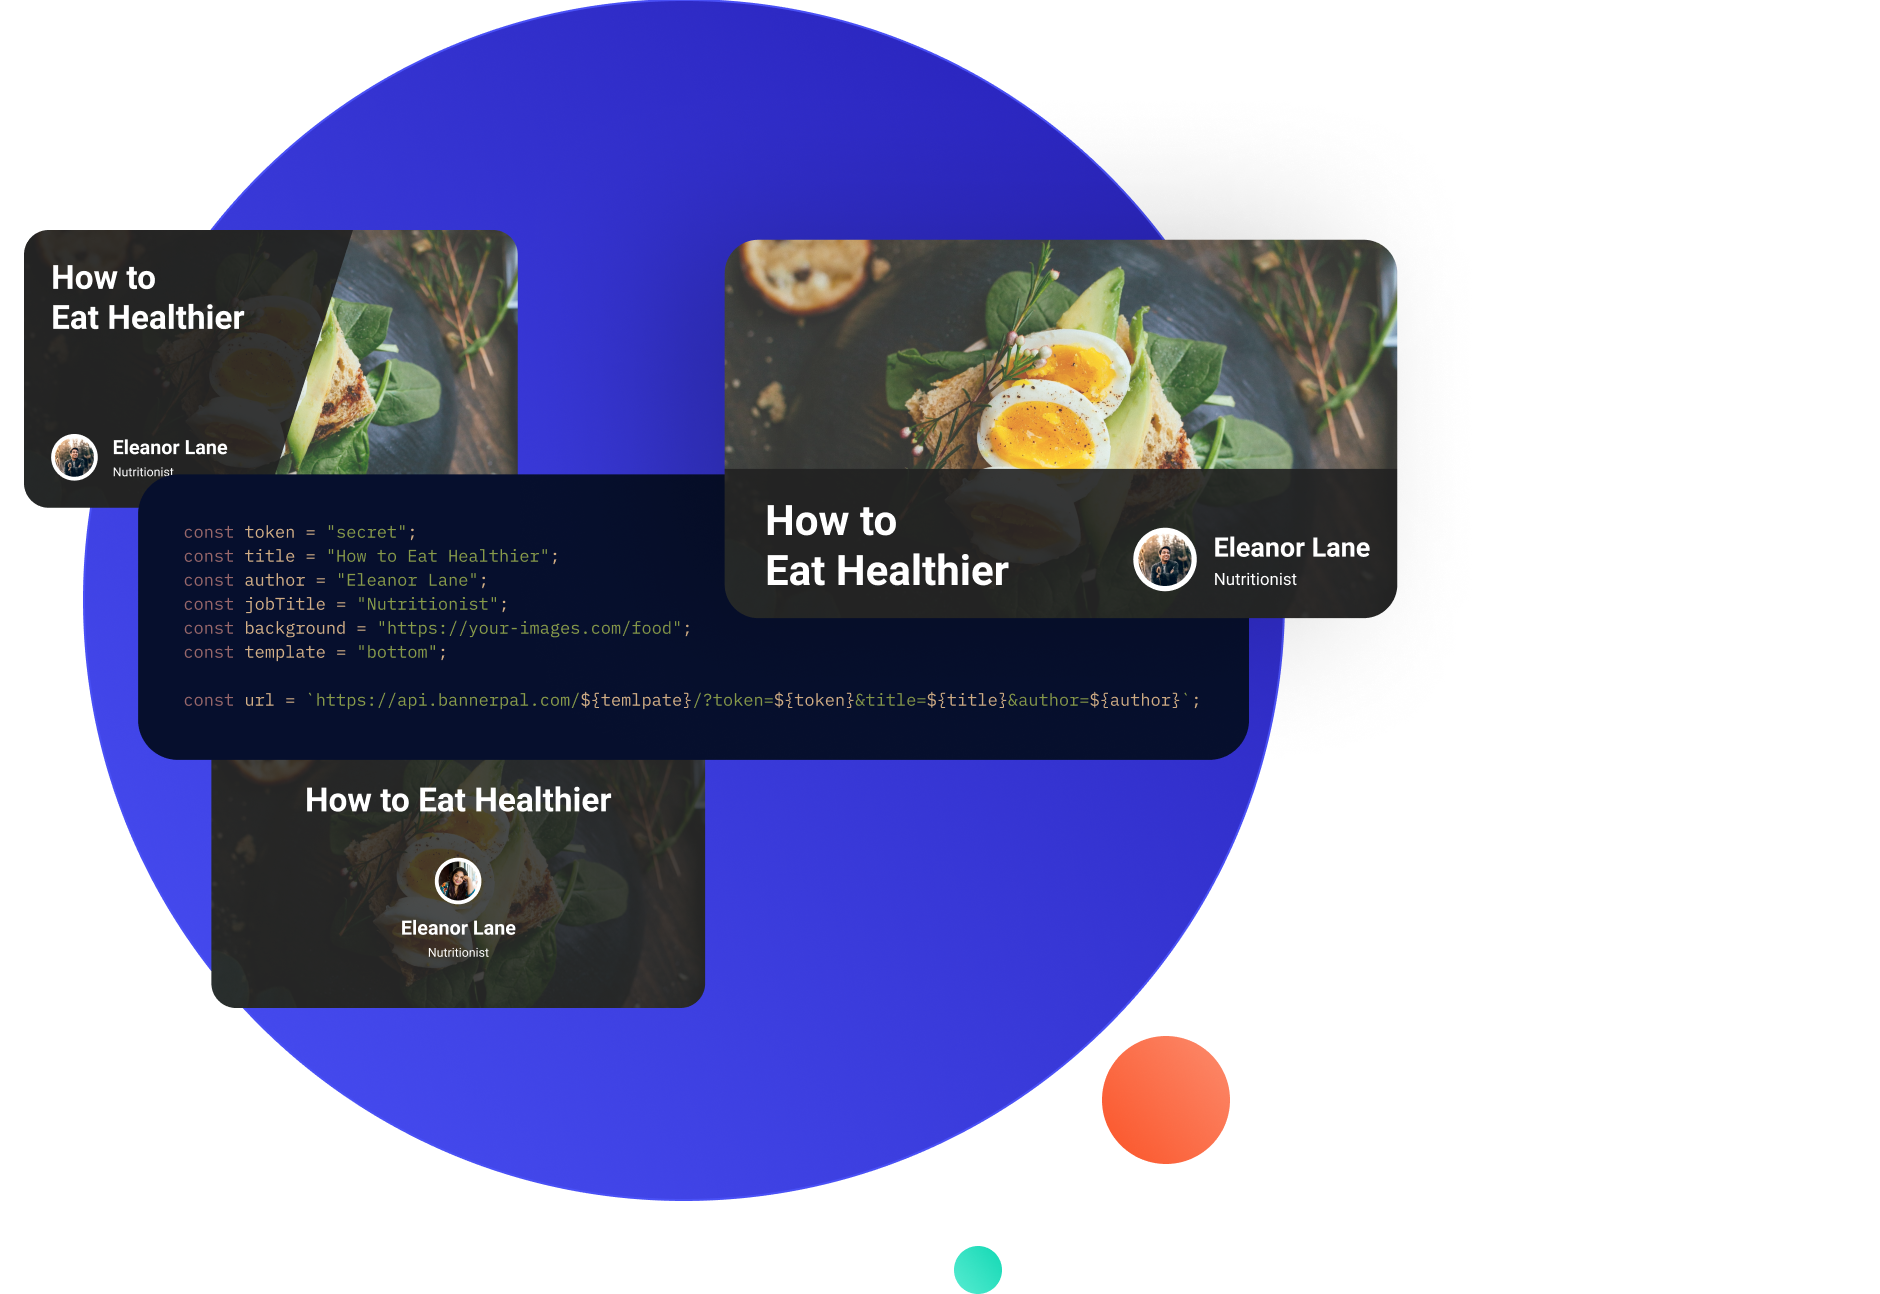 How to
Eat Healthier
Eleanor Lane
Nutritionist
How to
Eat Healthier
Eleanor Lane
Nutritionist
const token = "secret";
const title = "How to Eat Healthier";
const author = "Eleanor Lane";
const jobTitle = "Nutritionist";
const background = "https://your-images.com/food";
const template = "bottom";
const url = `https://api.bannerpal.com/${temlpate}/?token=${token}&title=${title}&author=${author}`;
How to Eat Healthier
Eleanor Lane
Nutritionist